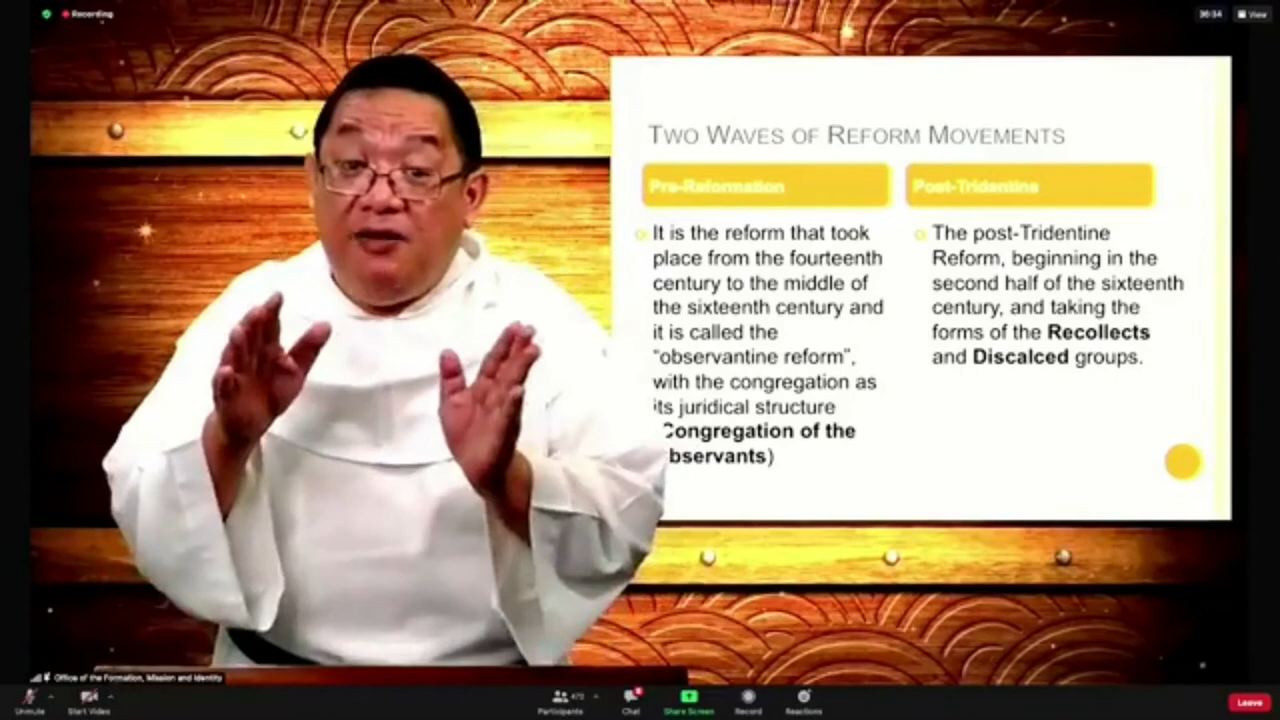 Recording
36:34
View
TWO WAVES OF REFORM MOVEMENTS
Pre-Reformation
It is the reform that took
place from the fourteenth
century to the middle of
the sixteenth century and
it is called the
“observantine reform”,
with the congregation as
its juridical structure
Congregation of the
bservants)
Post-Tridentine
The post-Tridentine
Reform, beginning in the
second half of the sixteenth
century, and taking the
forms of the Recollects
and Discalced groups.
Office of the Formation, Mission and Identity
Unmute
Start Video
Participants
Chat
Share Screen
Record
Reactions
Leave